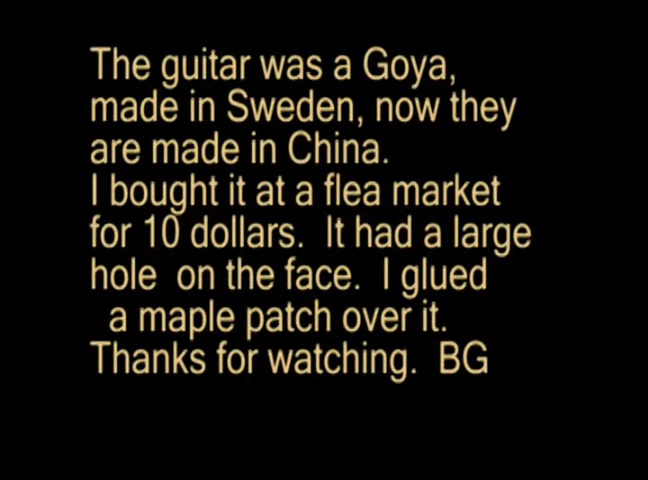 The guitar was a Goya,
made in Sweden, now they
are made in China.
I bought it at a flea market
for 10 dollars.  It had a large
hole  on the face.  I glued
a maple patch over it.
Thanks for watching.  BG